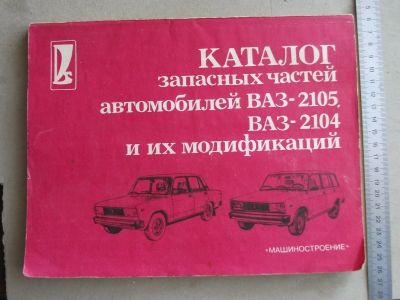 КАТАЛОГ
запасных частей
автомобилей ВАЗ-2105,
ВАЗ-2104
и их модификаций
«МАШИНОСТРОЕНИЕ»